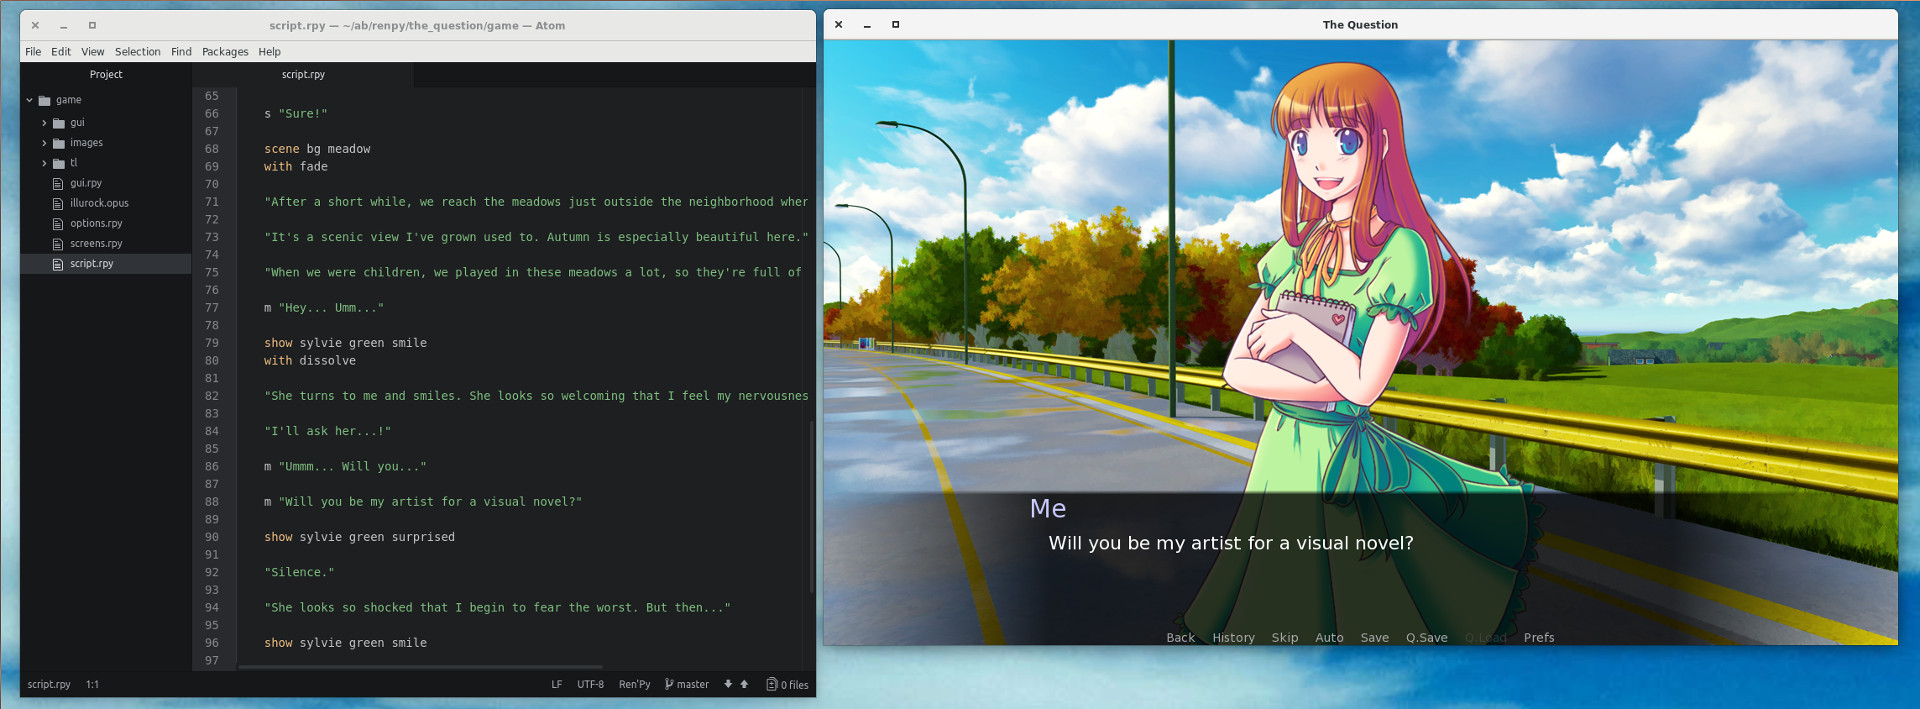 script.rpy — ~/ab/renpy/the_question/game — Atom
File Edit View Selection Find Packages Help
Project
game
gui
images
tl
gui.rpy
illurock.opus
options.rpy
screens.rpy
script.rpy
script.rpy
65
66 s "Sure!"
67
68 scene bg meadow
69 with fade
70
71 "After a short while, we reach the meadows just outside the neighborhood wher
72
73 "It's a scenic view I've grown used to. Autumn is especially beautiful here."
74
75 "When we were children, we played in these meadows a lot, so they're full of
76
77 m "Hey... Umm..."
78
79 show sylvie green smile
80 with dissolve
81
82 "She turns to me and smiles. She looks so welcoming that I feel my nervousnes
83
84 "I'll ask her...!"
85
86 m "Ummm... Will you..."
87
88 m "Will you be my artist for a visual novel?"
89
90 show sylvie green surprised
91
92 "Silence."
93
94 "She looks so shocked that I begin to fear the worst. But then..."
95
96 show sylvie green smile
97
script.rpy 1:1 LF UTF-8 Ren'Py master 0 files
The Question
Me
Will you be my artist for a visual novel?
Back History Skip Auto Save Q.Save Q.Load Prefs